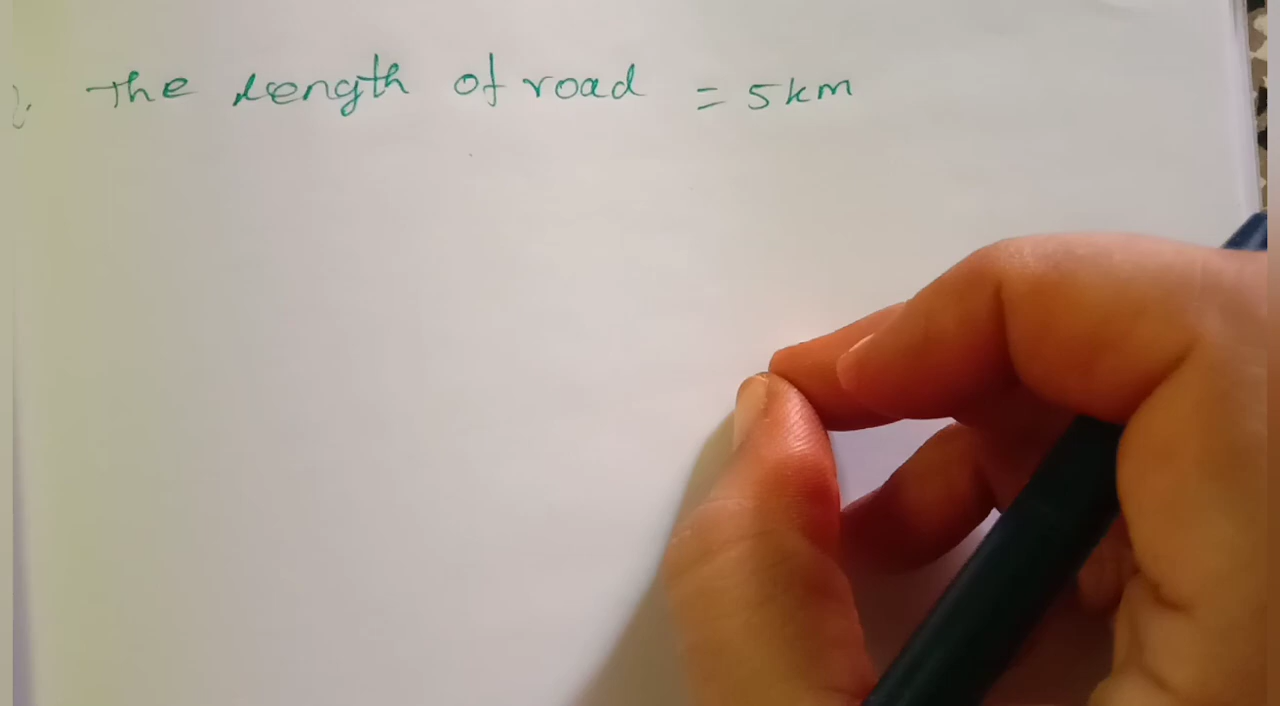 The Length of road = 5km